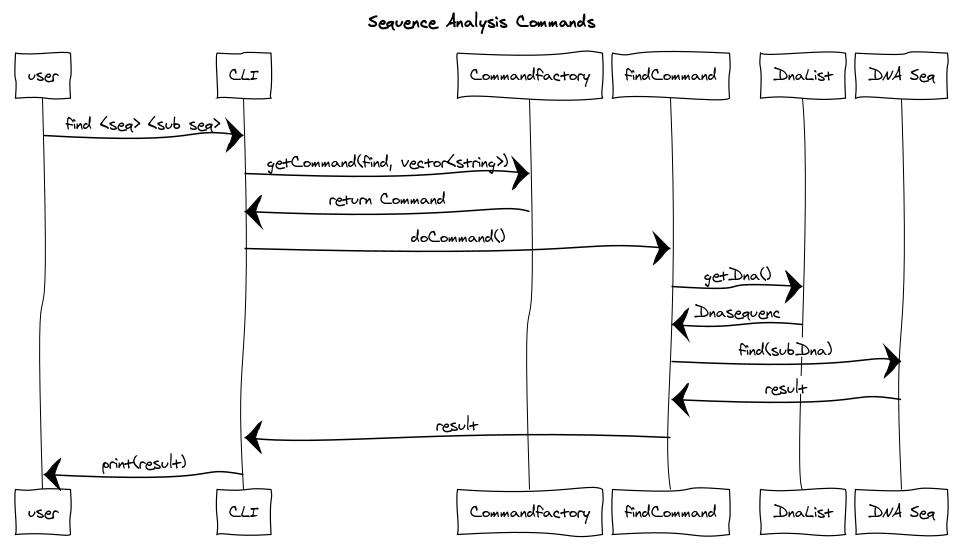 Sequence Analysis Commands
user CLI CommandFactory findCommand DnaList DNA Seq
find <seq> <sub seq>
getCommand(find, vector<string>)
return Command
doCommand()
getDna()
Dnasequenc
find(subDna)
result
result
print(result)
user CLI CommandFactory findCommand DnaList DNA Seq